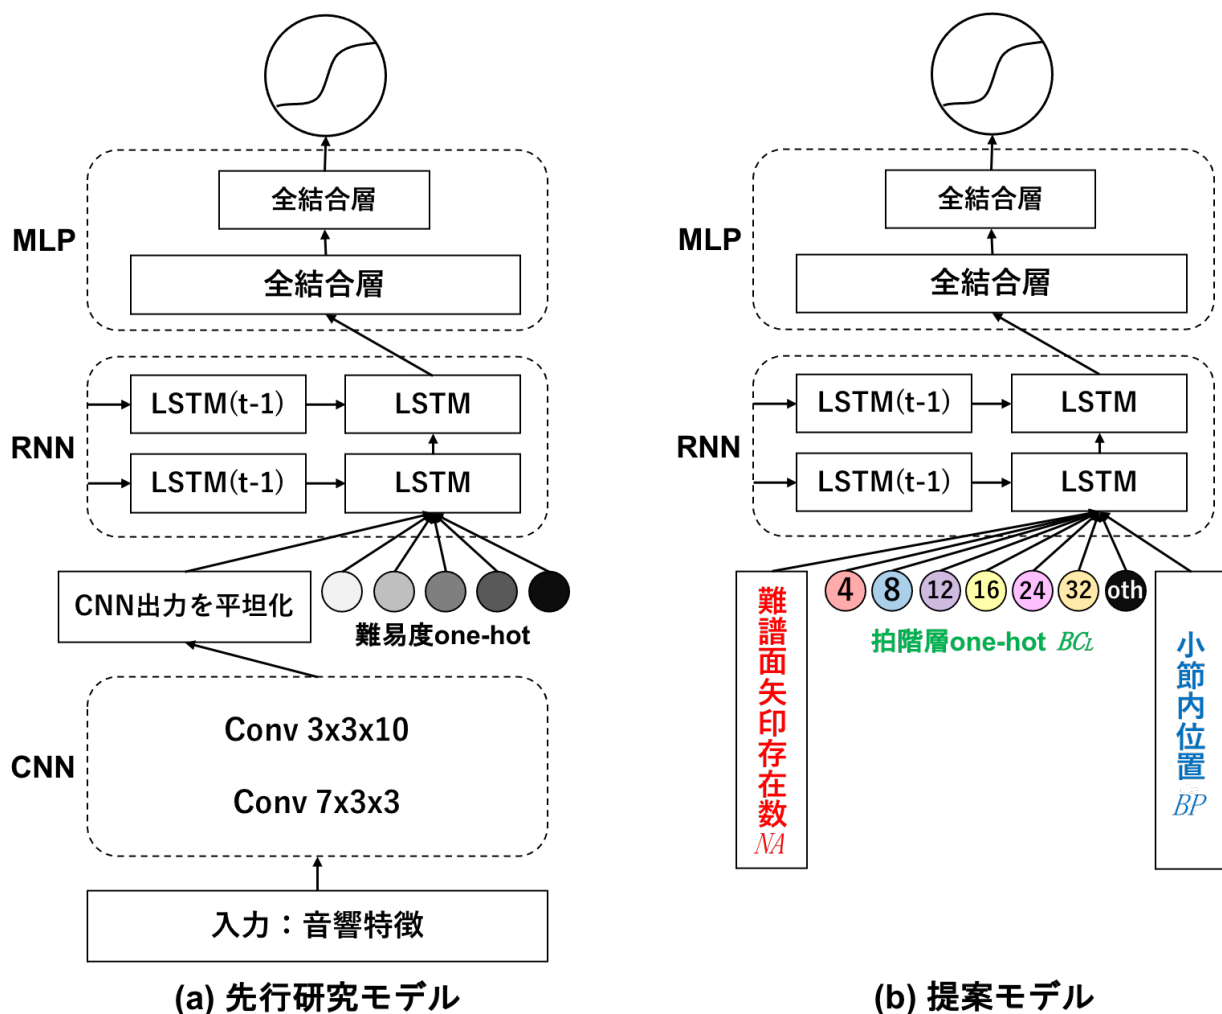 全結合層
MLP
全結合層
LSTM(t-1)
LSTM
RNN
LSTM(t-1)
LSTM
CNN出力を平坦化
難易度one-hot
Conv 3x3x10
CNN
Conv 7x3x3
入力：音響特徴
(a) 先行研究モデル
全結合層
MLP
全結合層
LSTM(t-1)
LSTM
RNN
LSTM(t-1)
LSTM
難譜面矢印存在数
NA
4
8
12
16
24
32
oth
拍階層one-hot BCL
小節内位置
BP
(b) 提案モデル